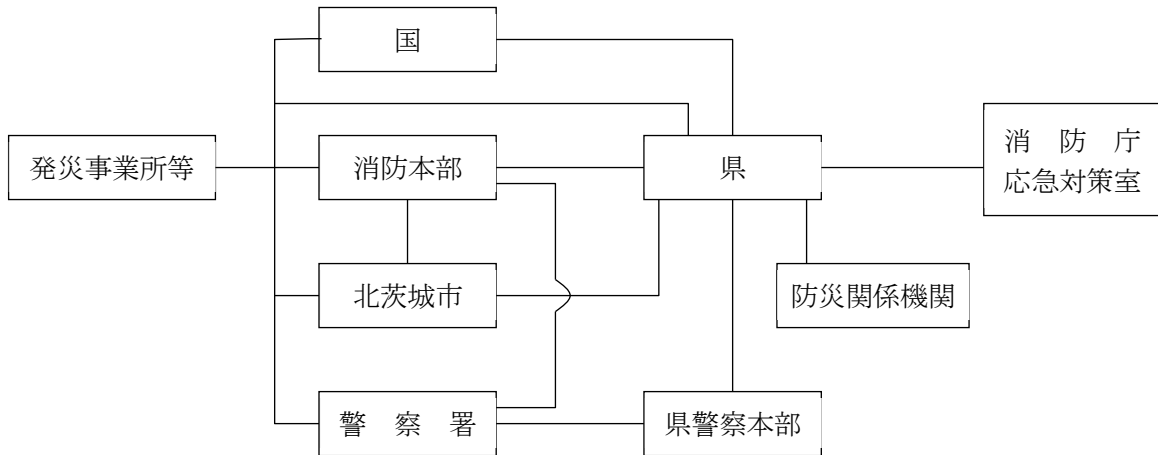 国
発災事業所等
消防本部
県
消 防 庁
応急対策室
北茨城市
防災関係機関
警 察 署
県警察本部